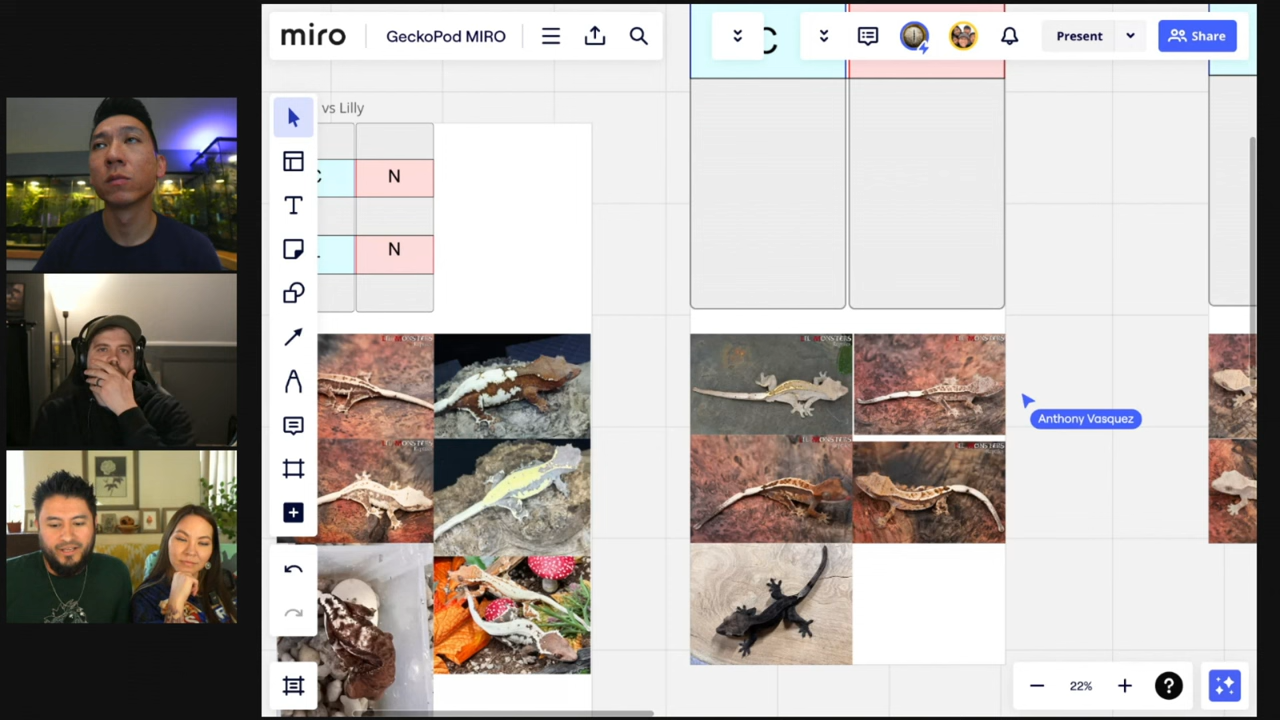 miro
GeckoPod MIRO
C
Present
Share
vs Lilly
N
N
Anthony Vasquez
22%